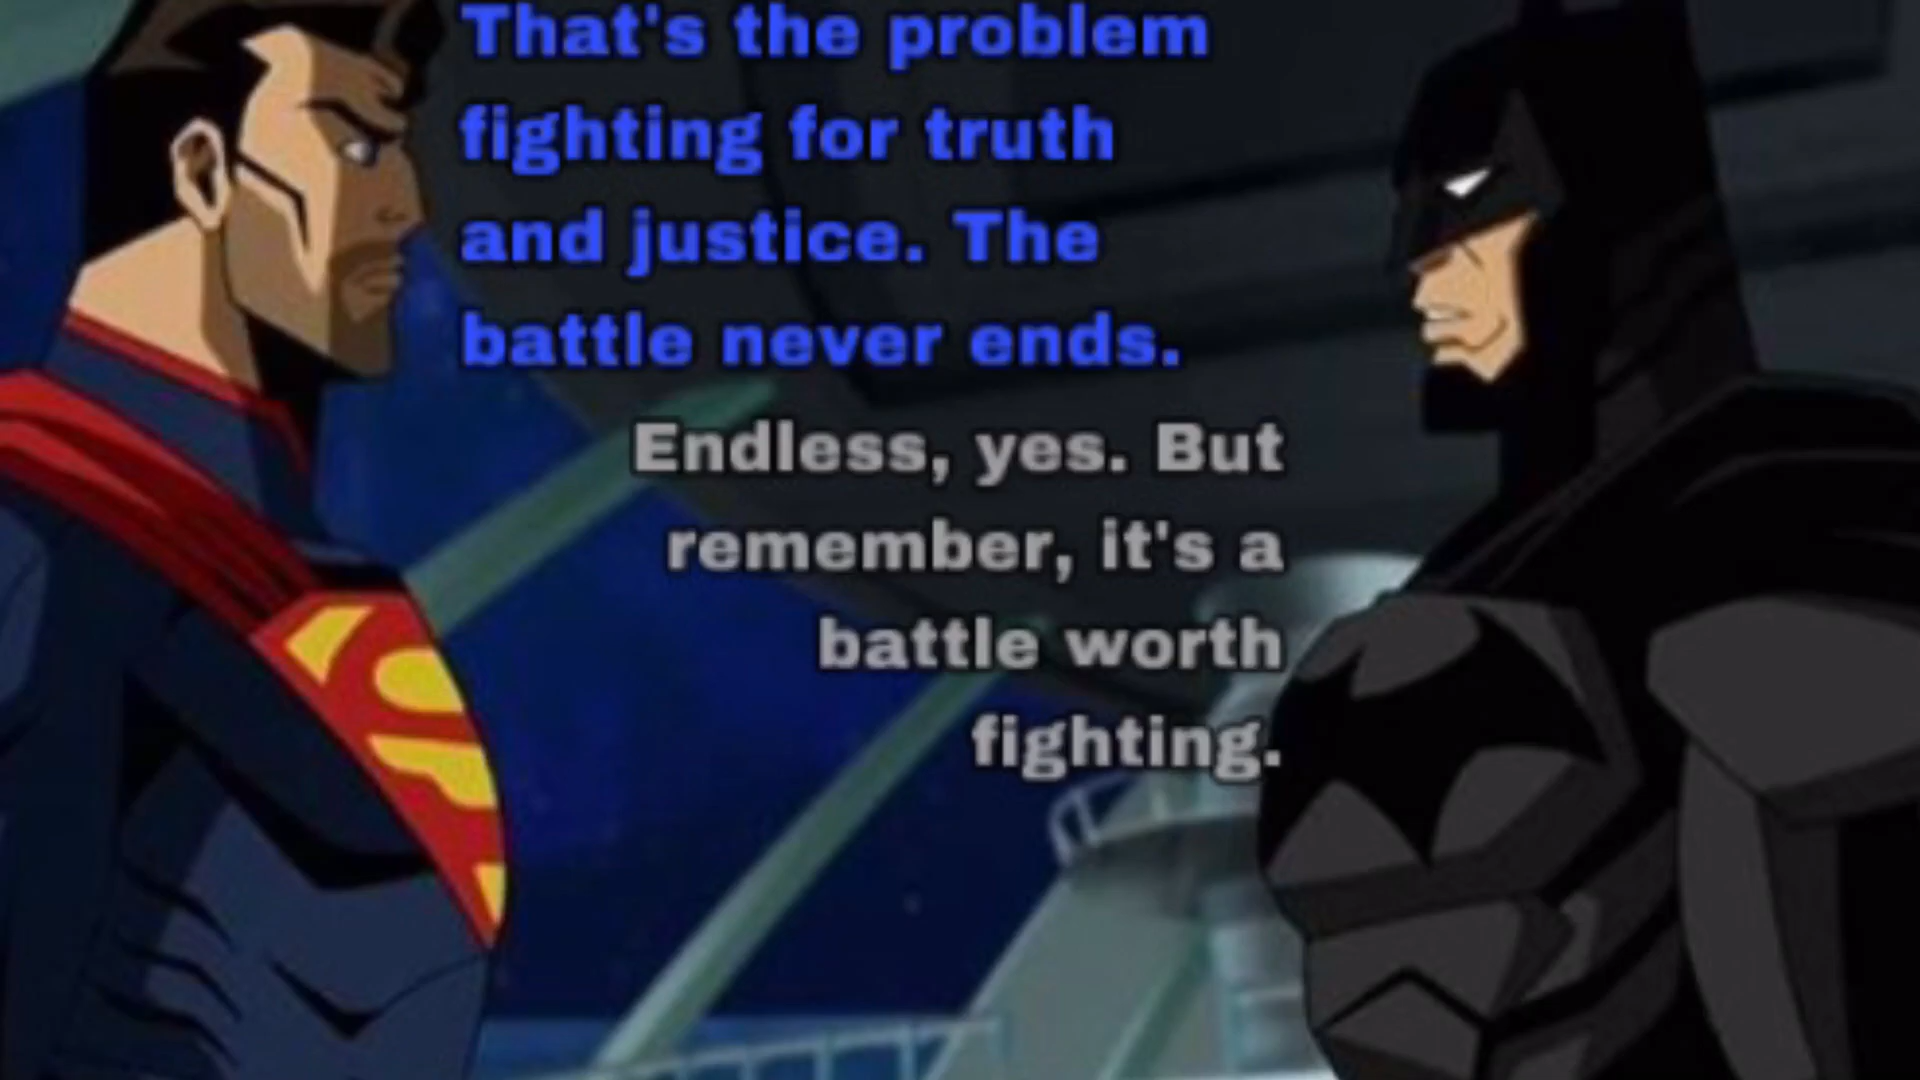 That's the problem
fighting for truth
and justice. The
battle never ends.
Endless, yes. But
remember, it's a
battle worth
fighting.